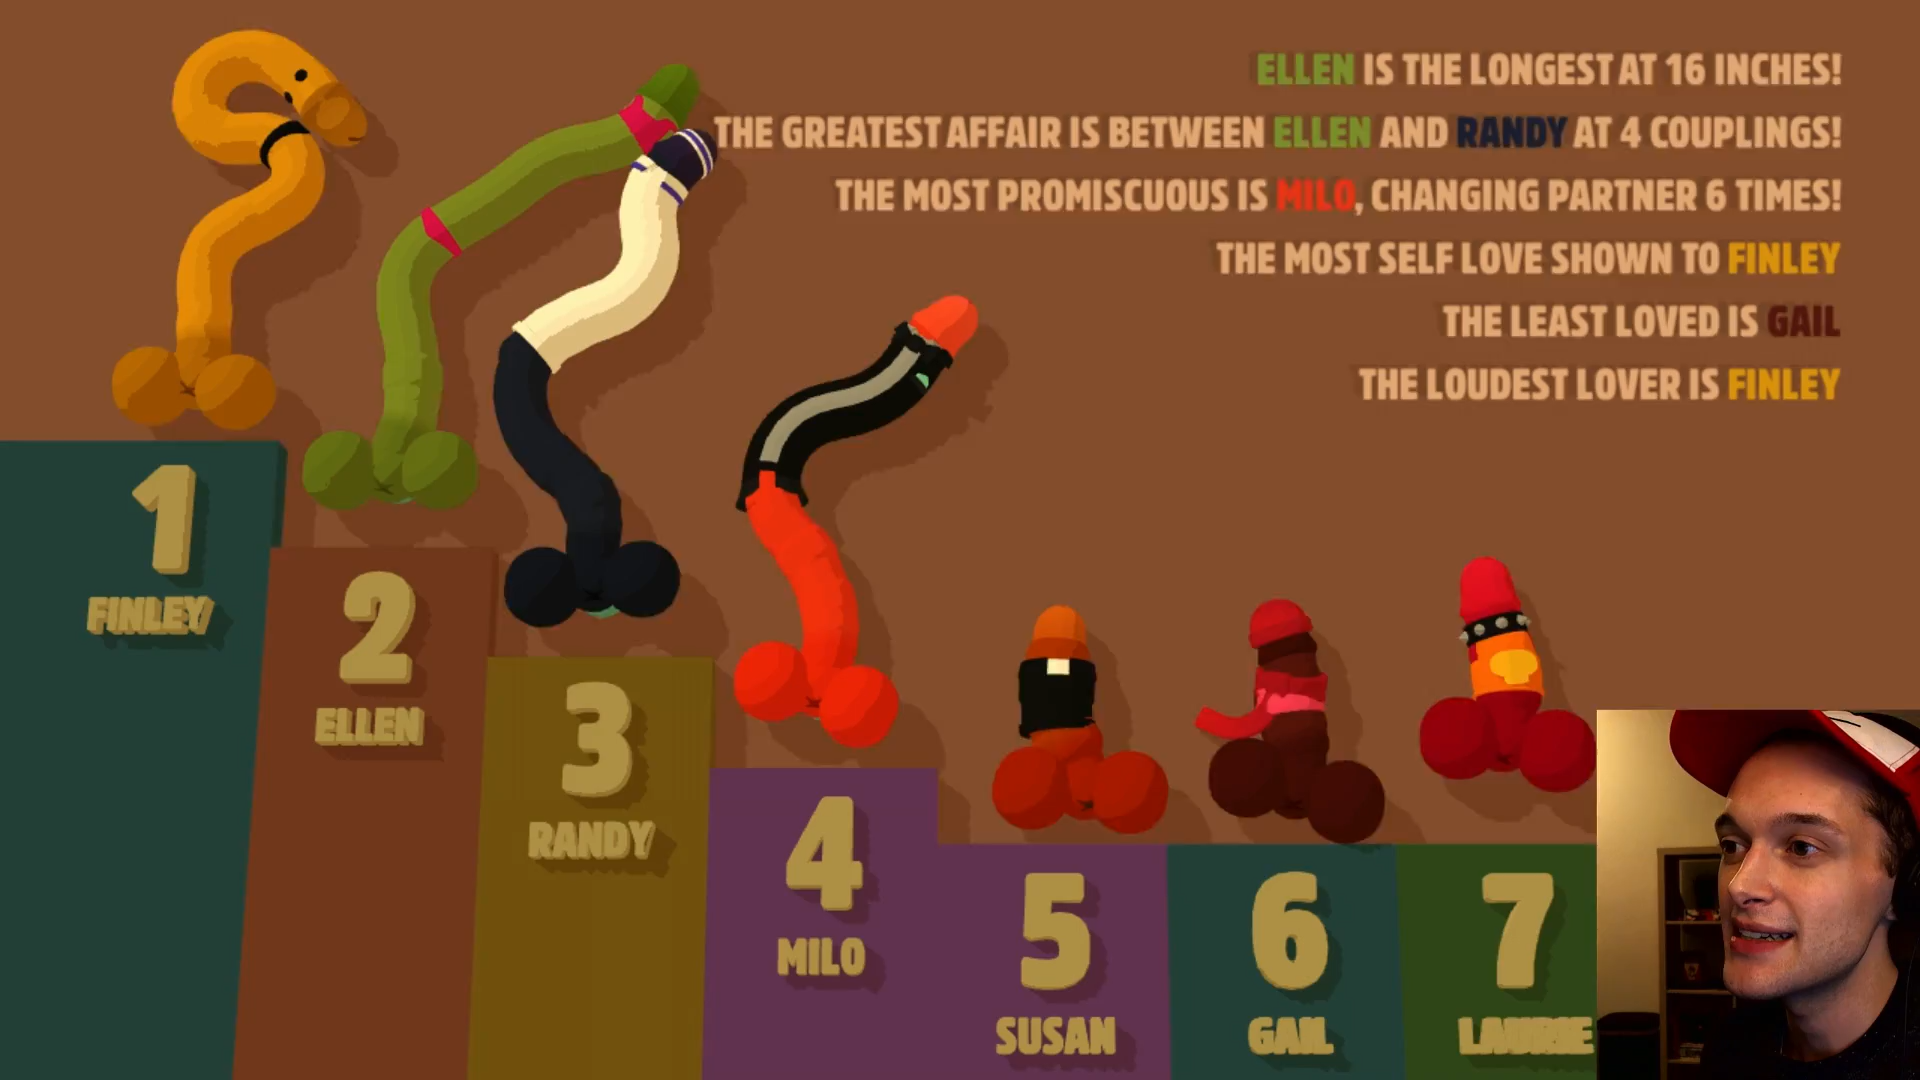 ELLEN IS THE LONGEST AT 16 INCHES!
THE GREATEST AFFAIR IS BETWEEN ELLEN AND RANDY AT 4 COUPLINGS!
THE MOST PROMISCUOUS IS MILO, CHANGING PARTNER 6 TIMES!
THE MOST SELF LOVE SHOWN TO FINLEY
THE LEAST LOVED IS GAIL
THE LOUDEST LOVER IS FINLEY
1
FINLEY
2
ELLEN
3
RANDY
4
MILO
5
SUSAN
6
GAIL
7
LAURIE